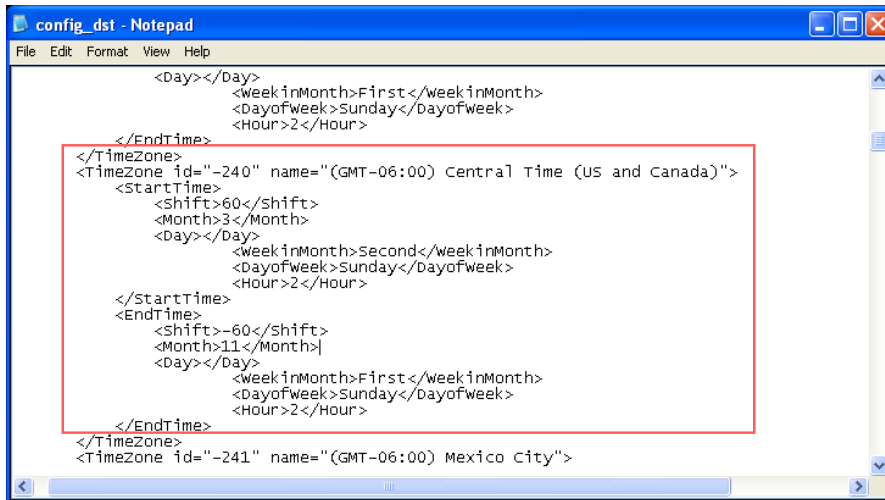 config_dst - Notepad
File Edit Format View Help
<Day></Day>
<WeekinMonth>First</WeekinMonth>
<DayofWeek>Sunday</DayofWeek>
<Hour>2</Hour>
</EndTime>
</TimeZone>
<TimeZone id="-240" name="(GMT-06:00) Central Time (US and Canada)">
<StartTime>
<Shift>60</Shift>
<Month>3</Month>
<Day></Day>
<WeekinMonth>Second</WeekinMonth>
<DayofWeek>Sunday</DayofWeek>
<Hour>2</Hour>
</StartTime>
<EndTime>
<Shift>-60</Shift>
<Month>11</Month>
<Day></Day>
<WeekinMonth>First</WeekinMonth>
<DayofWeek>Sunday</DayofWeek>
<Hour>2</Hour>
</EndTime>
</TimeZone>
<TimeZone id="-241" name="(GMT-06:00) Mexico City">